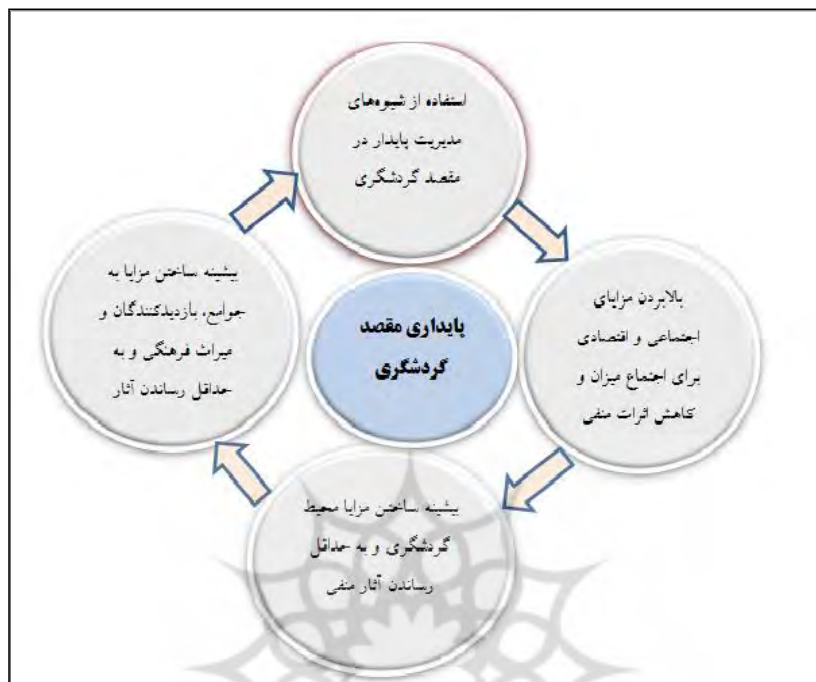 استفاده از شیوه‌های
مدیریت پایدار در
مقصد گردشگری
بالابردن مزایای
اجتماعی و اقتصادی
برای اجتماع میزان و
کاهش اثرات منفی
بیشینه ساختن مزایا محیط
گردشگری و به حداقل
رساندن آثار منفی
بیشینه ساختن مزایا به
جوامع، بازدیدکنندگان و
میراث فرهنگی و به
حداقل رساندن آثار
پایداری مقصد
گردشگری